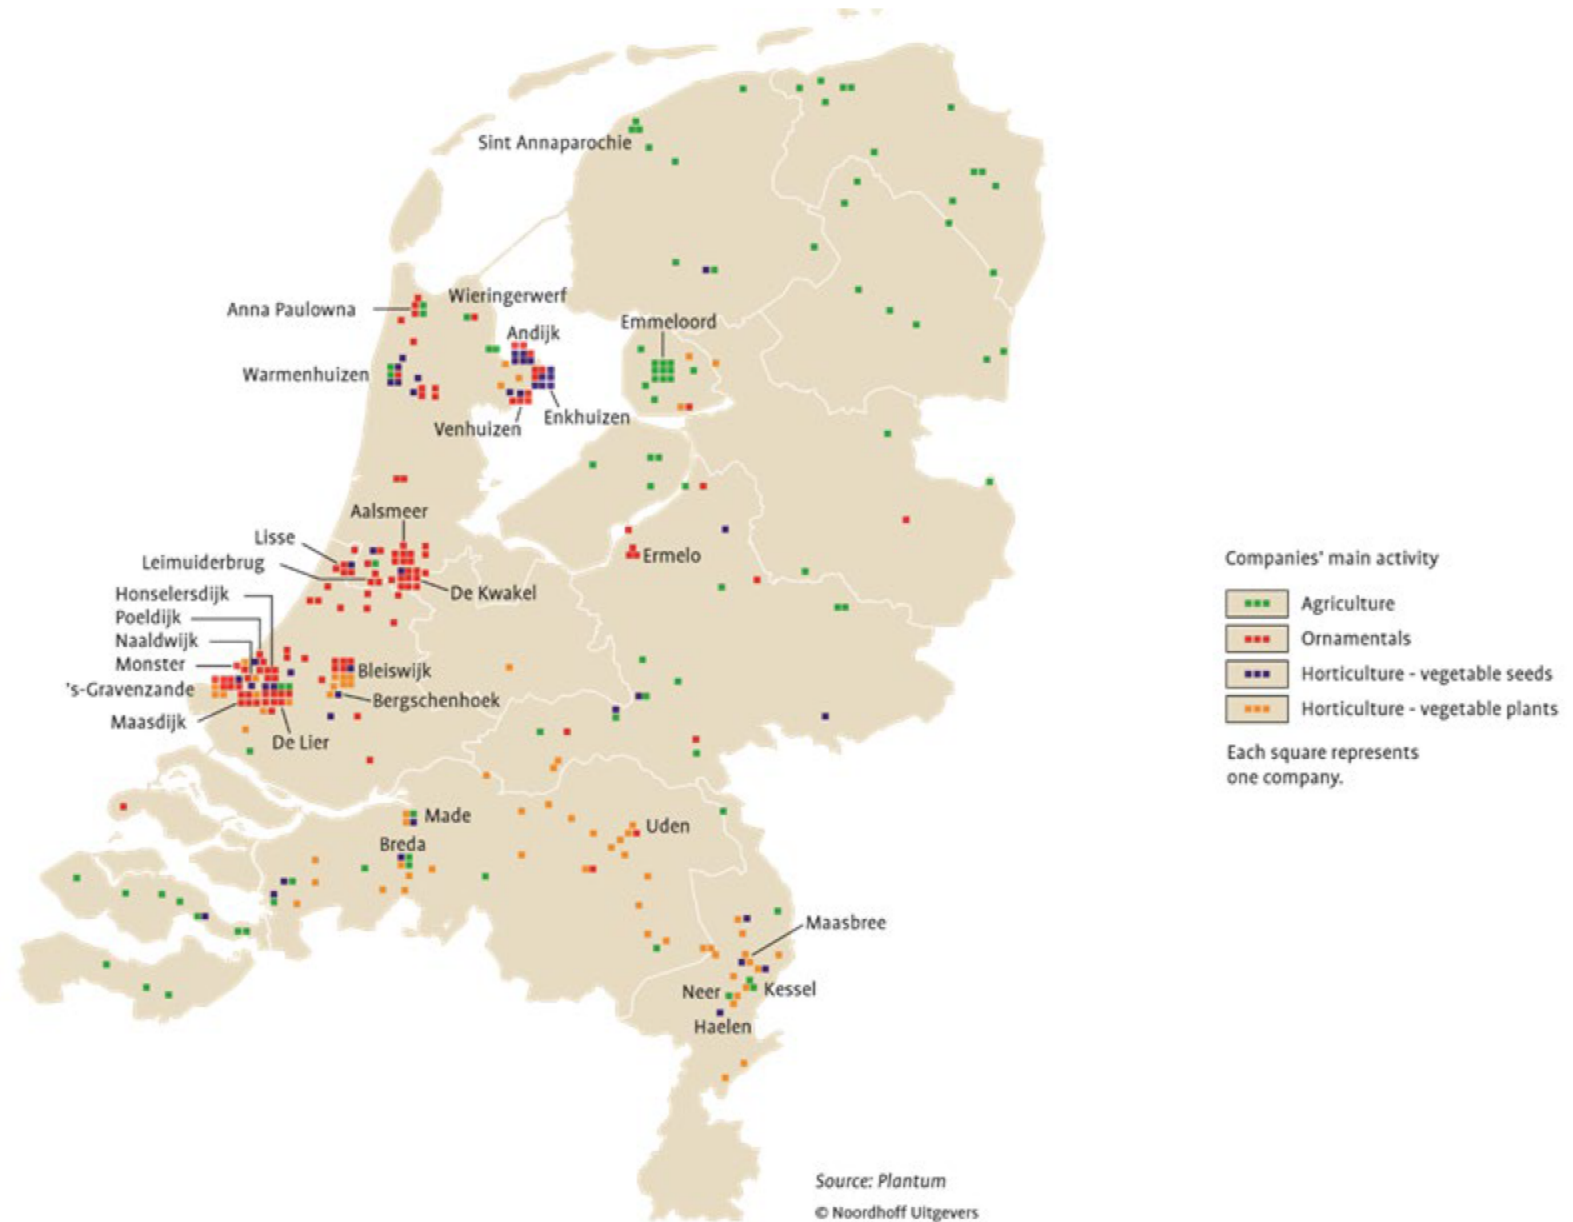 Sint Annaparochie
Anna Paulowna
Wieringerwerf
Andijk
Emmeloord
Warmenhuizen
Enkhuizen
Venhuizen
Aalsmeer
Lisse
Leimuiderbrug
Ermelo
Honselersdijk
De Kwakel
Poeldijk
Naaldwijk
Monster
Bleiswijk
's-Gravenzande
Bergschenhoek
Maasdijk
De Lier
Made
Uden
Breda
Maasbree
Neer
Kessel
Haelen
Companies' main activity
Agriculture
Ornamentals
Horticulture - vegetable seeds
Horticulture - vegetable plants
Each square represents
one company.
Source: Plantum
© Noordhoff Uitgevers